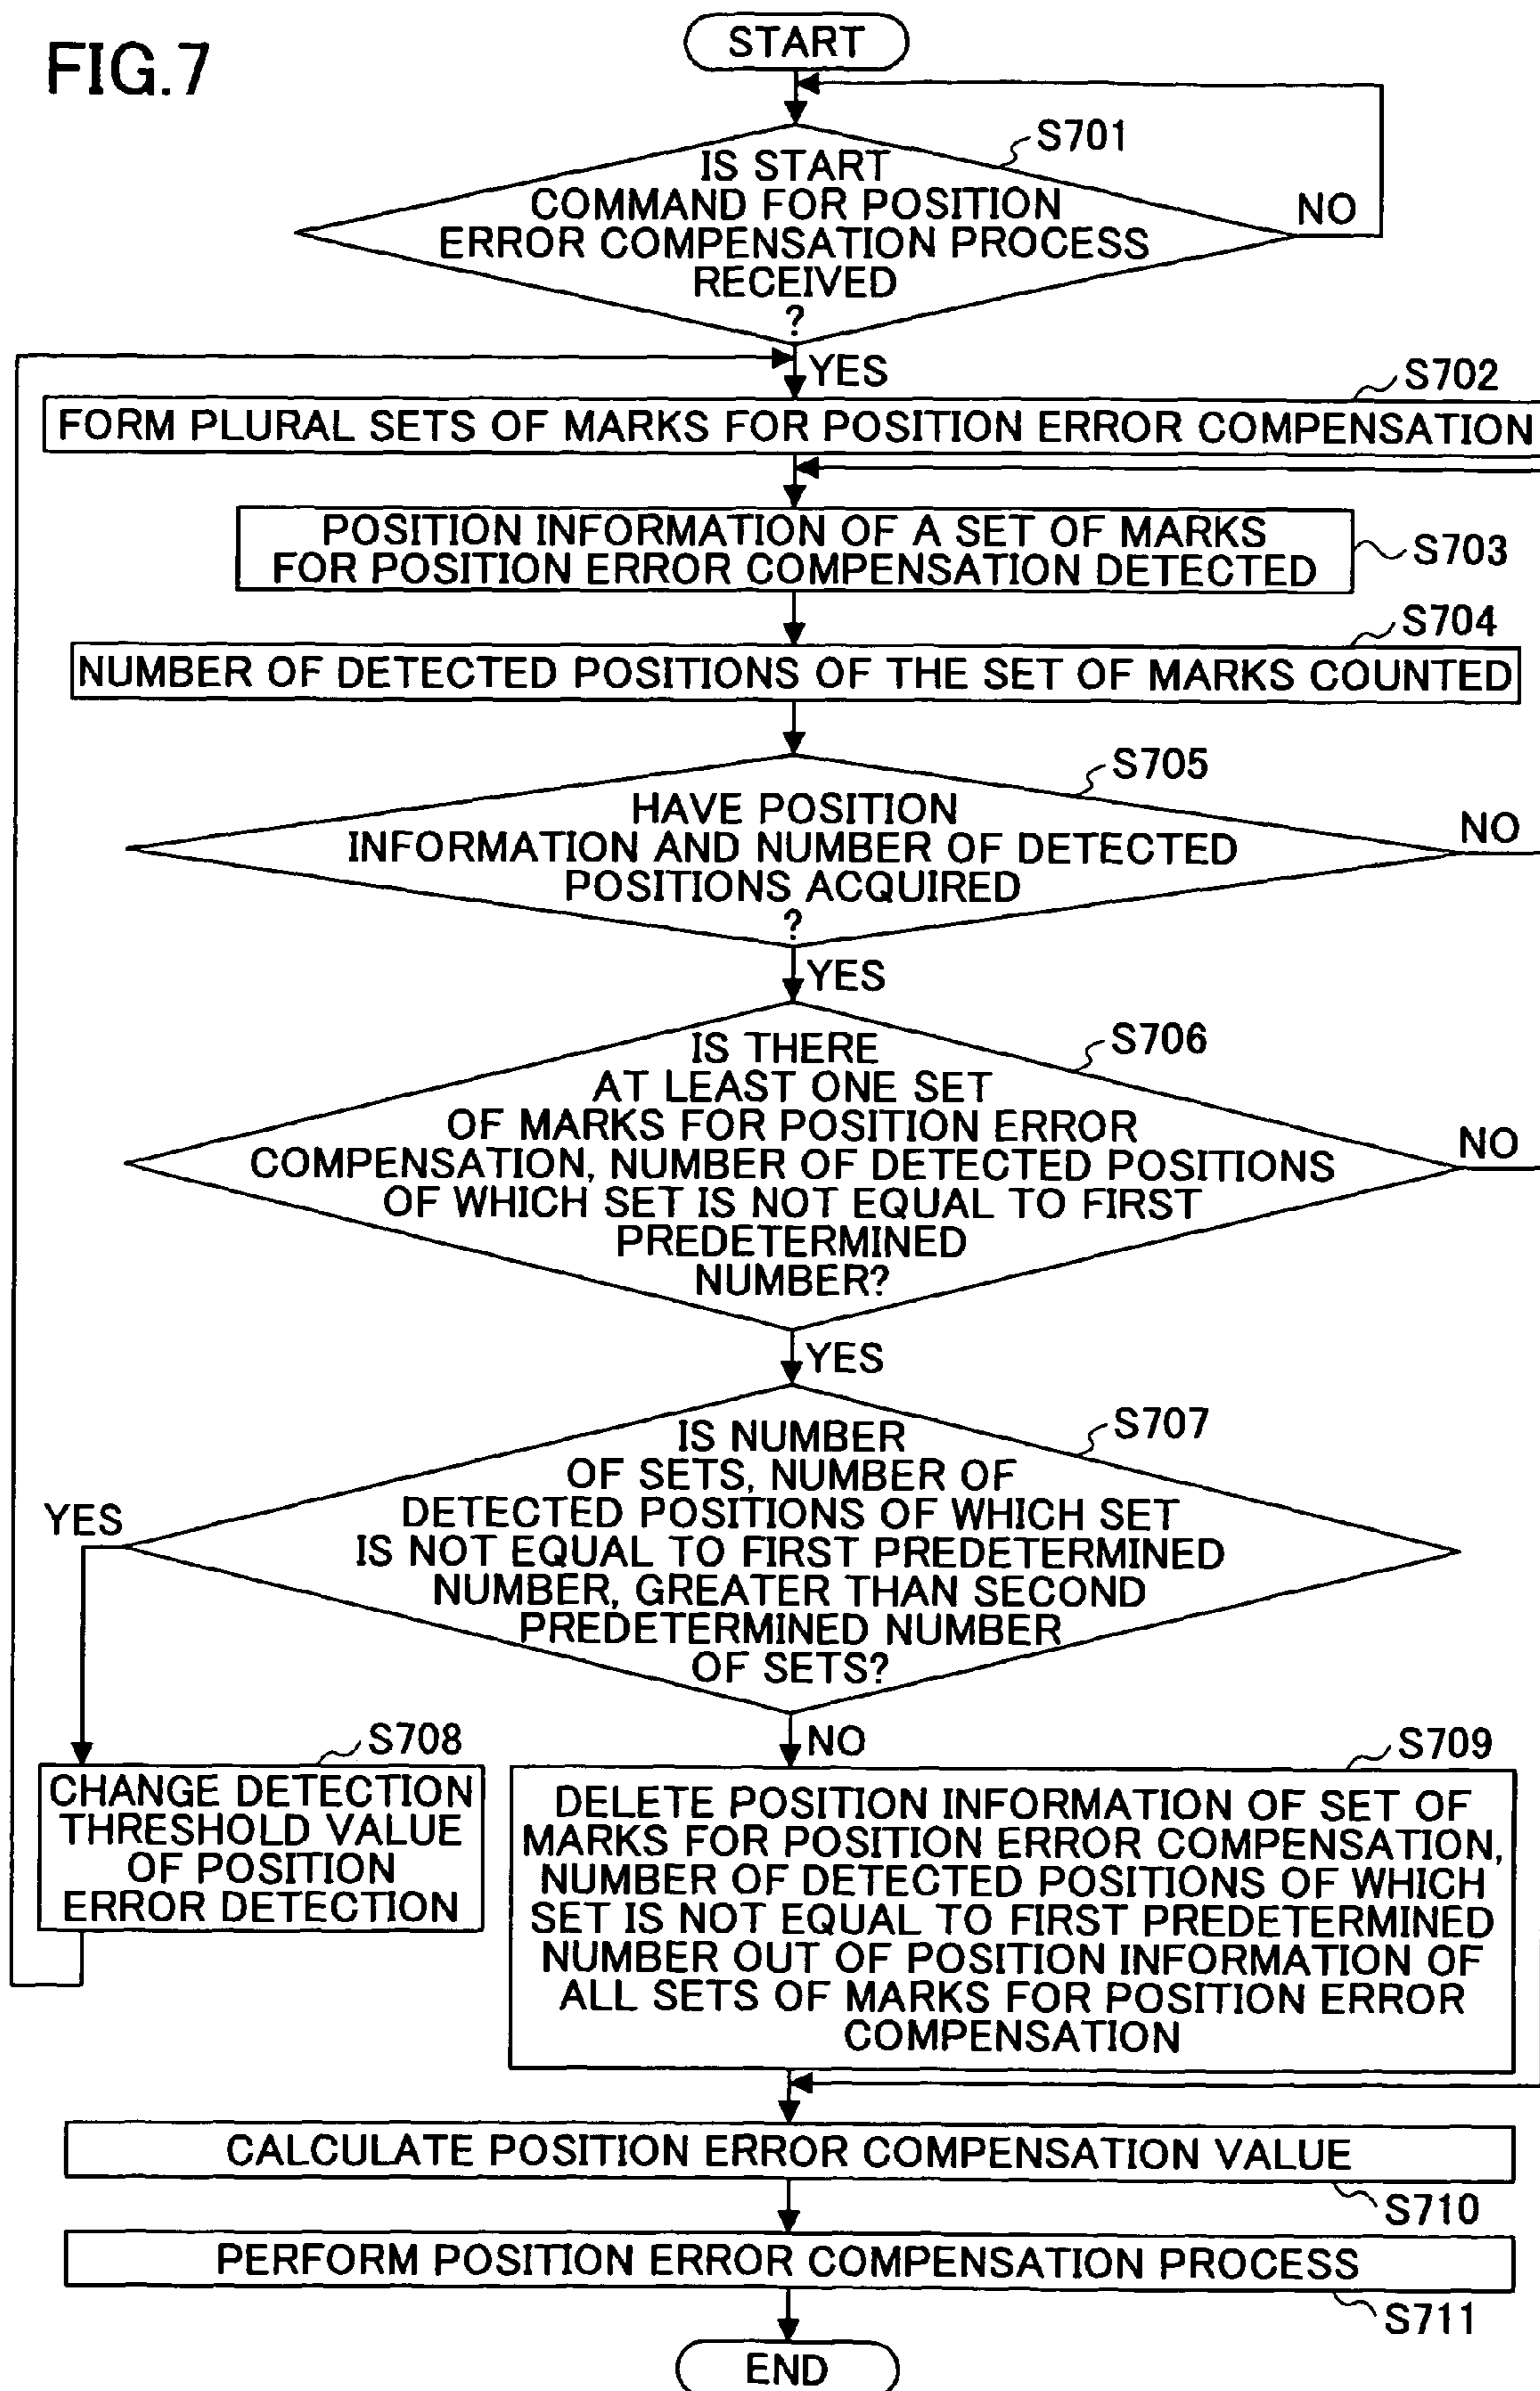 FIG.7
START
S701
IS START
COMMAND FOR POSITION
ERROR COMPENSATION PROCESS
RECEIVED
?
NO
YES
S702
FORM PLURAL SETS OF MARKS FOR POSITION ERROR COMPENSATION
POSITION INFORMATION OF A SET OF MARKS
FOR POSITION ERROR COMPENSATION DETECTED
S703
S704
NUMBER OF DETECTED POSITIONS OF THE SET OF MARKS COUNTED
S705
HAVE POSITION
INFORMATION AND NUMBER OF DETECTED
POSITIONS ACQUIRED
?
NO
YES
S706
IS THERE
AT LEAST ONE SET
OF MARKS FOR POSITION ERROR
COMPENSATION, NUMBER OF DETECTED POSITIONS
OF WHICH SET IS NOT EQUAL TO FIRST
PREDETERMINED
NUMBER?
NO
YES
S707
IS NUMBER
OF SETS, NUMBER OF
DETECTED POSITIONS OF WHICH SET
IS NOT EQUAL TO FIRST PREDETERMINED
NUMBER, GREATER THAN SECOND
PREDETERMINED NUMBER
OF SETS?
YES
NO
S708
CHANGE DETECTION
THRESHOLD VALUE
OF POSITION
ERROR DETECTION
S709
DELETE POSITION INFORMATION OF SET OF
MARKS FOR POSITION ERROR COMPENSATION,
NUMBER OF DETECTED POSITIONS OF WHICH
SET IS NOT EQUAL TO FIRST PREDETERMINED
NUMBER OUT OF POSITION INFORMATION OF
ALL SETS OF MARKS FOR POSITION ERROR
COMPENSATION
CALCULATE POSITION ERROR COMPENSATION VALUE
S710
PERFORM POSITION ERROR COMPENSATION PROCESS
S711
END